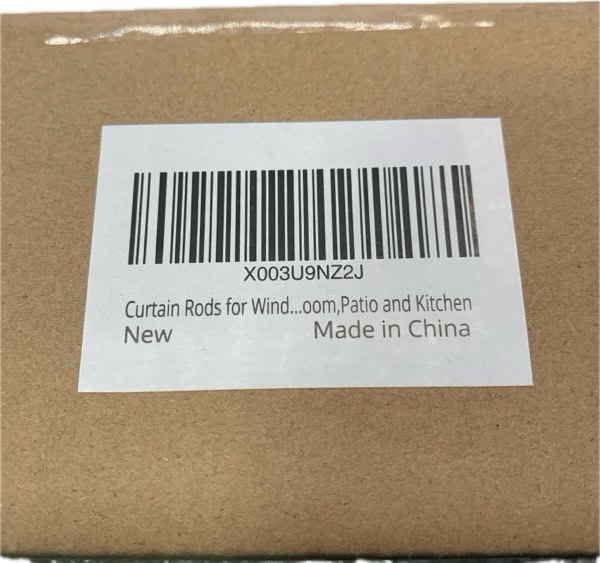 X003U9NZ2J
Curtain Rods for Wind...oom,Patio and Kitchen
New Made in China